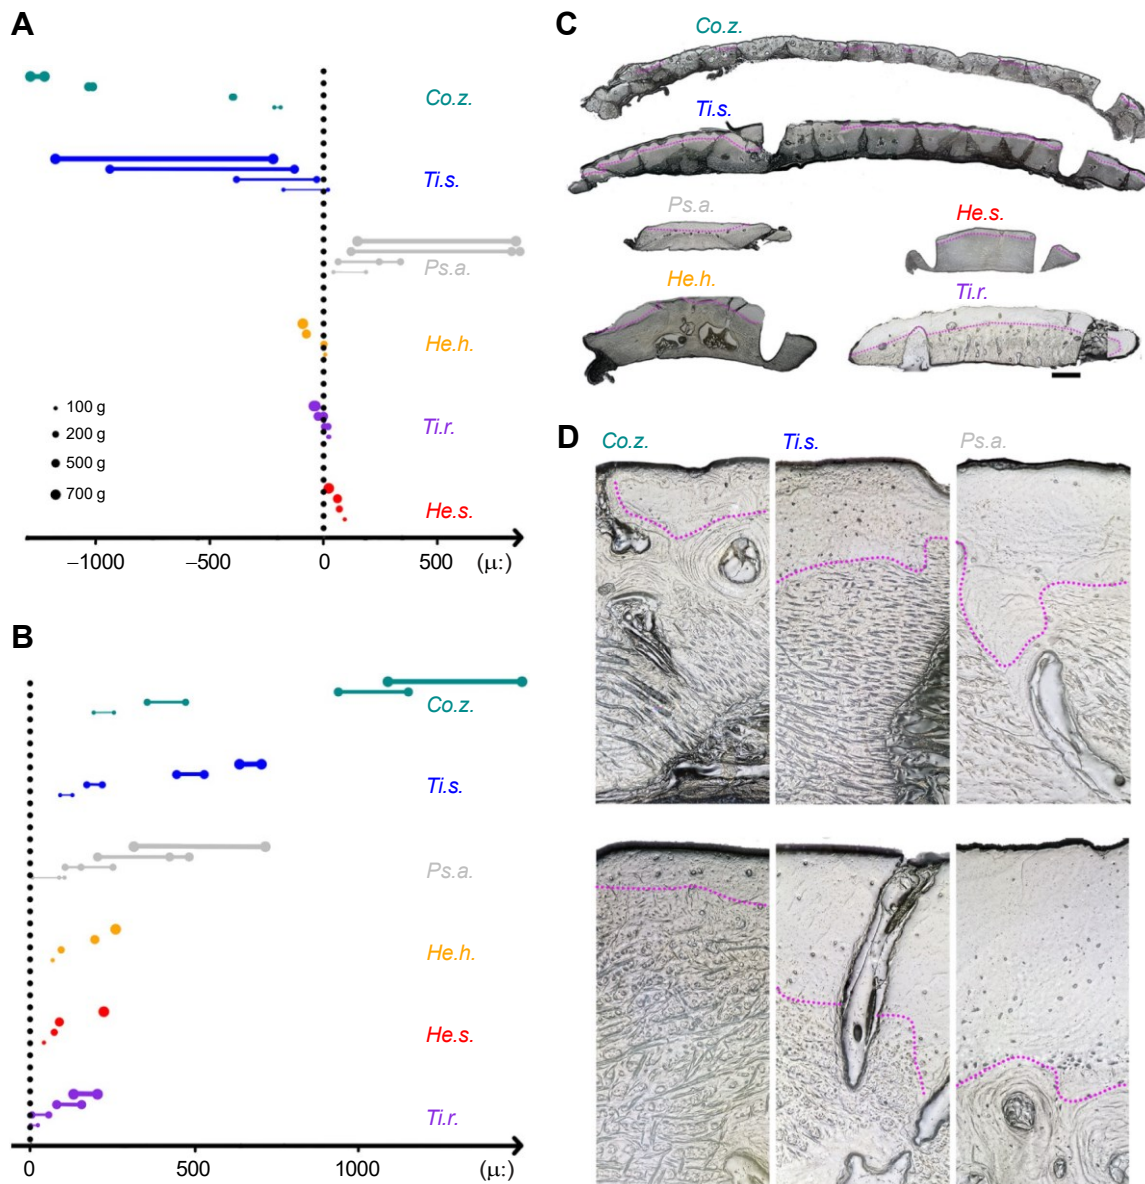 A
Co.z.
Ti.s.
Ps.a.
He.h.
100 g
200 g
500 g
700 g
Ti.r.
He.s.
−1000
−500
0
500
(μ:)
B
Co.z.
Ti.s.
Ps.a.
He.h.
He.s.
Ti.r.
0
500
1000
(μ:)
C
Co.z.
Ti.s.
Ps.a.
He.s.
He.h.
Ti.r.
D
Co.z.
Ti.s.
Ps.a.